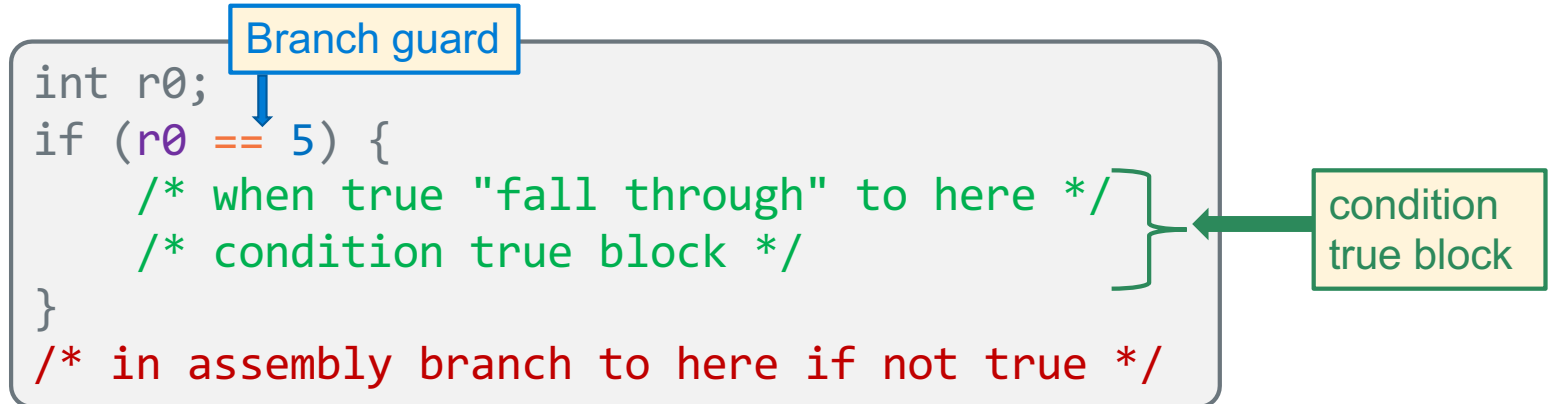 Branch guard
int r0;
if (r0 == 5) {
    /* when true "fall through" to here */
    /* condition true block */
}
/* in assembly branch to here if not true */
condition
true block